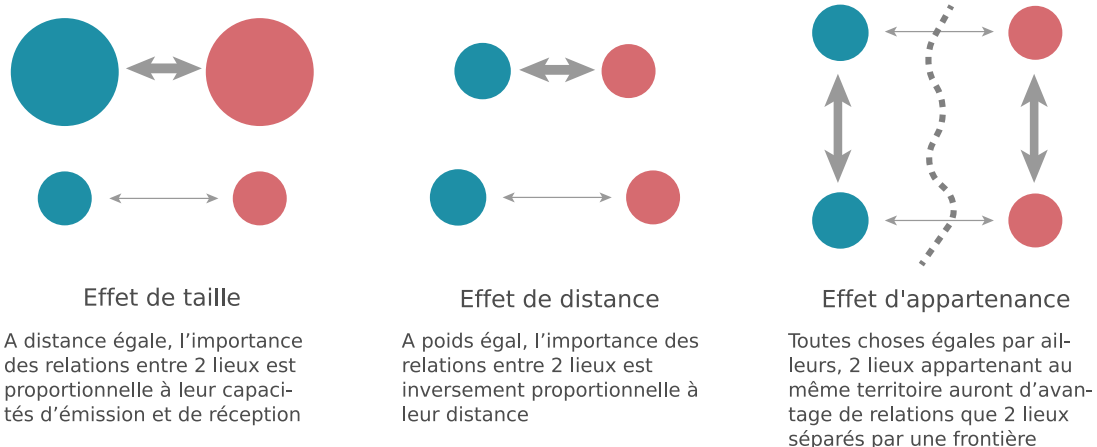 Effet de taille
A distance égale, l’importance
des relations entre 2 lieux est
proportionnelle à leur capaci-
tés d’émission et de réception
Effet de distance
A poids égal, l’importance des
relations entre 2 lieux est
inversement proportionnelle à
leur distance
Effet d'appartenance
Toutes choses égales par ail-
leurs, 2 lieux appartenant au
même territoire auront d’avan-
tage de relations que 2 lieux
séparés par une frontière